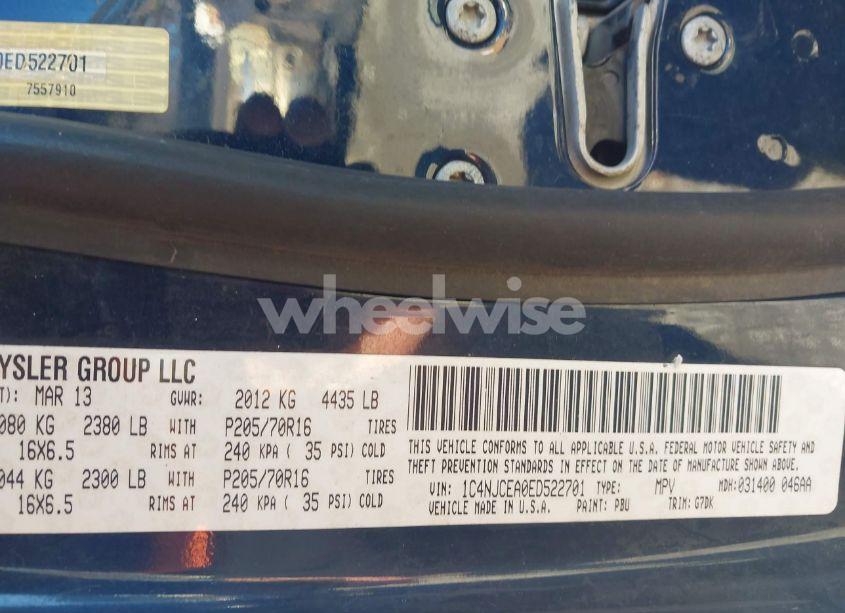 0ED522701
7557910
wheelwise
YSLER GROUP LLC
T): MAR 13 GVWR: 2012 KG 4435 LB
080 KG 2380 LB WITH P205/70R16 TIRES
16X6.5 RIMS AT 240 KPA ( 35 PSI) COLD
044 KG 2300 LB WITH P205/70R16 TIRES
16X6.5 RIMS AT 240 KPA ( 35 PSI) COLD
THIS VEHICLE CONFORMS TO ALL APPLICABLE U.S.A. FEDERAL MOTOR VEHICLE SAFETY AND
THEFT PREVENTION STANDARDS IN EFFECT ON THE DATE OF MANUFACTURE SHOWN ABOVE.
VIN: 1C4NJCEA0ED522701 TYPE: MPV MDH: 031400 046AA
VEHICLE MADE IN U.S.A. PAINT: PBU TRIM: G7DK